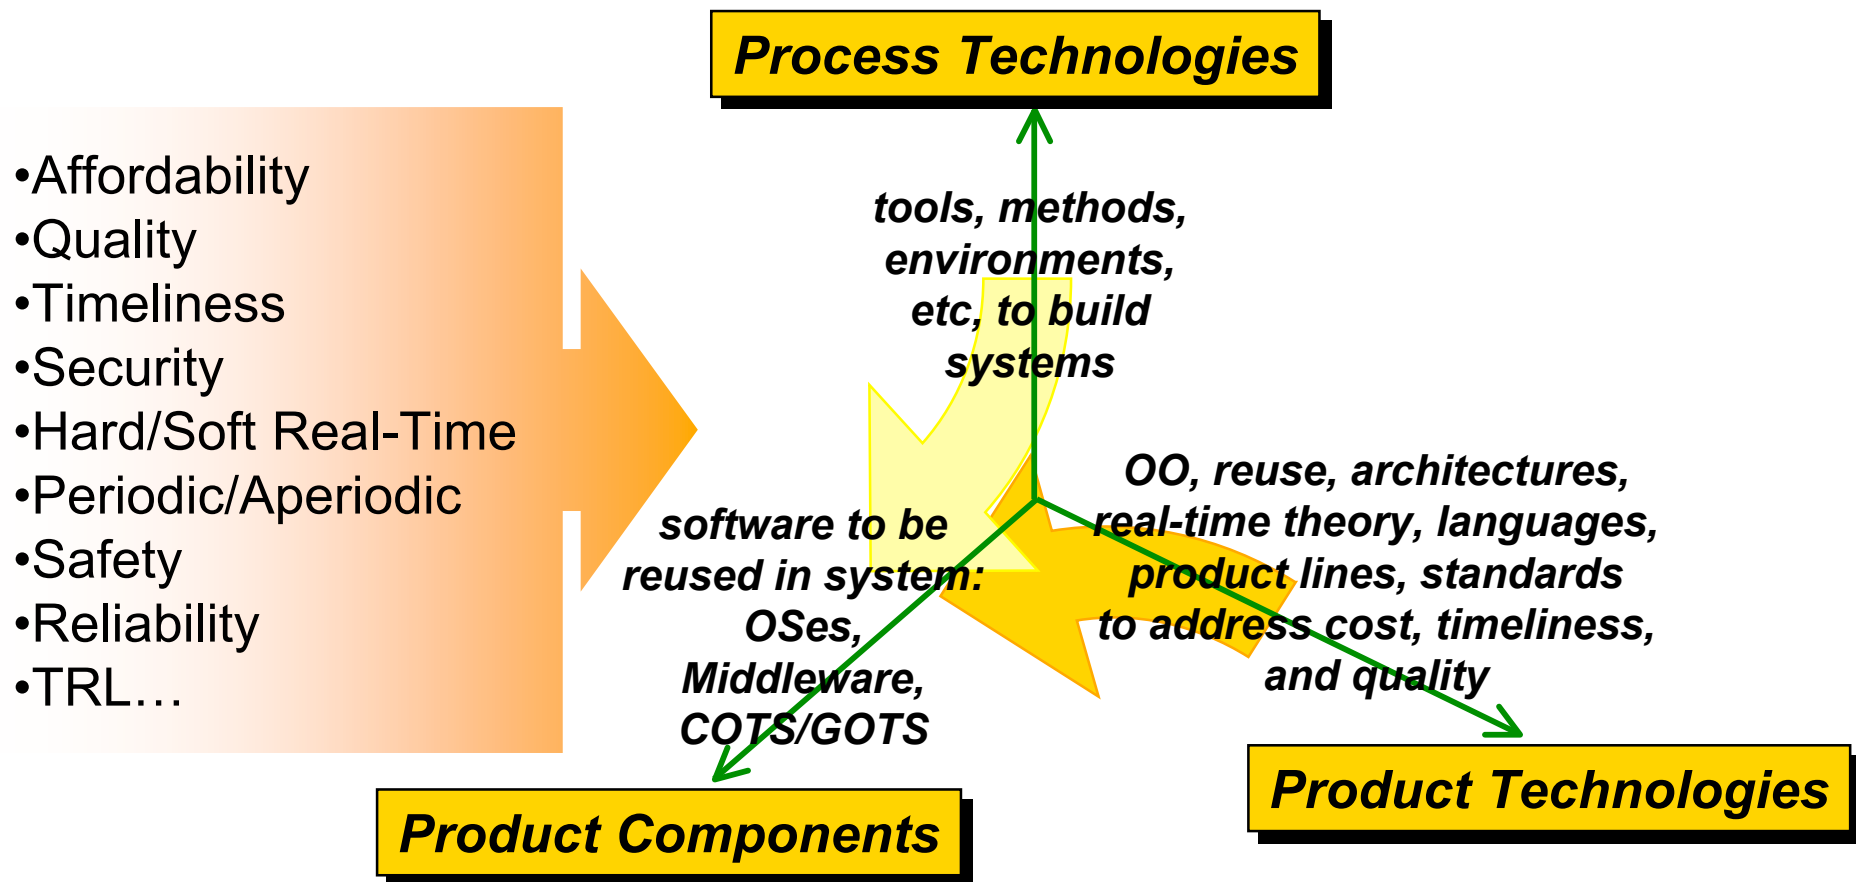 Process Technologies
•Affordability
•Quality
•Timeliness
•Security
•Hard/Soft Real-Time
•Periodic/Aperiodic
•Safety
•Reliability
•TRL…
tools, methods,
environments,
etc, to build
systems
software to be
reused in system:
OSes,
Middleware,
COTS/GOTS
OO, reuse, architectures,
real-time theory, languages,
product lines, standards
to address cost, timeliness,
and quality
Product Components
Product Technologies